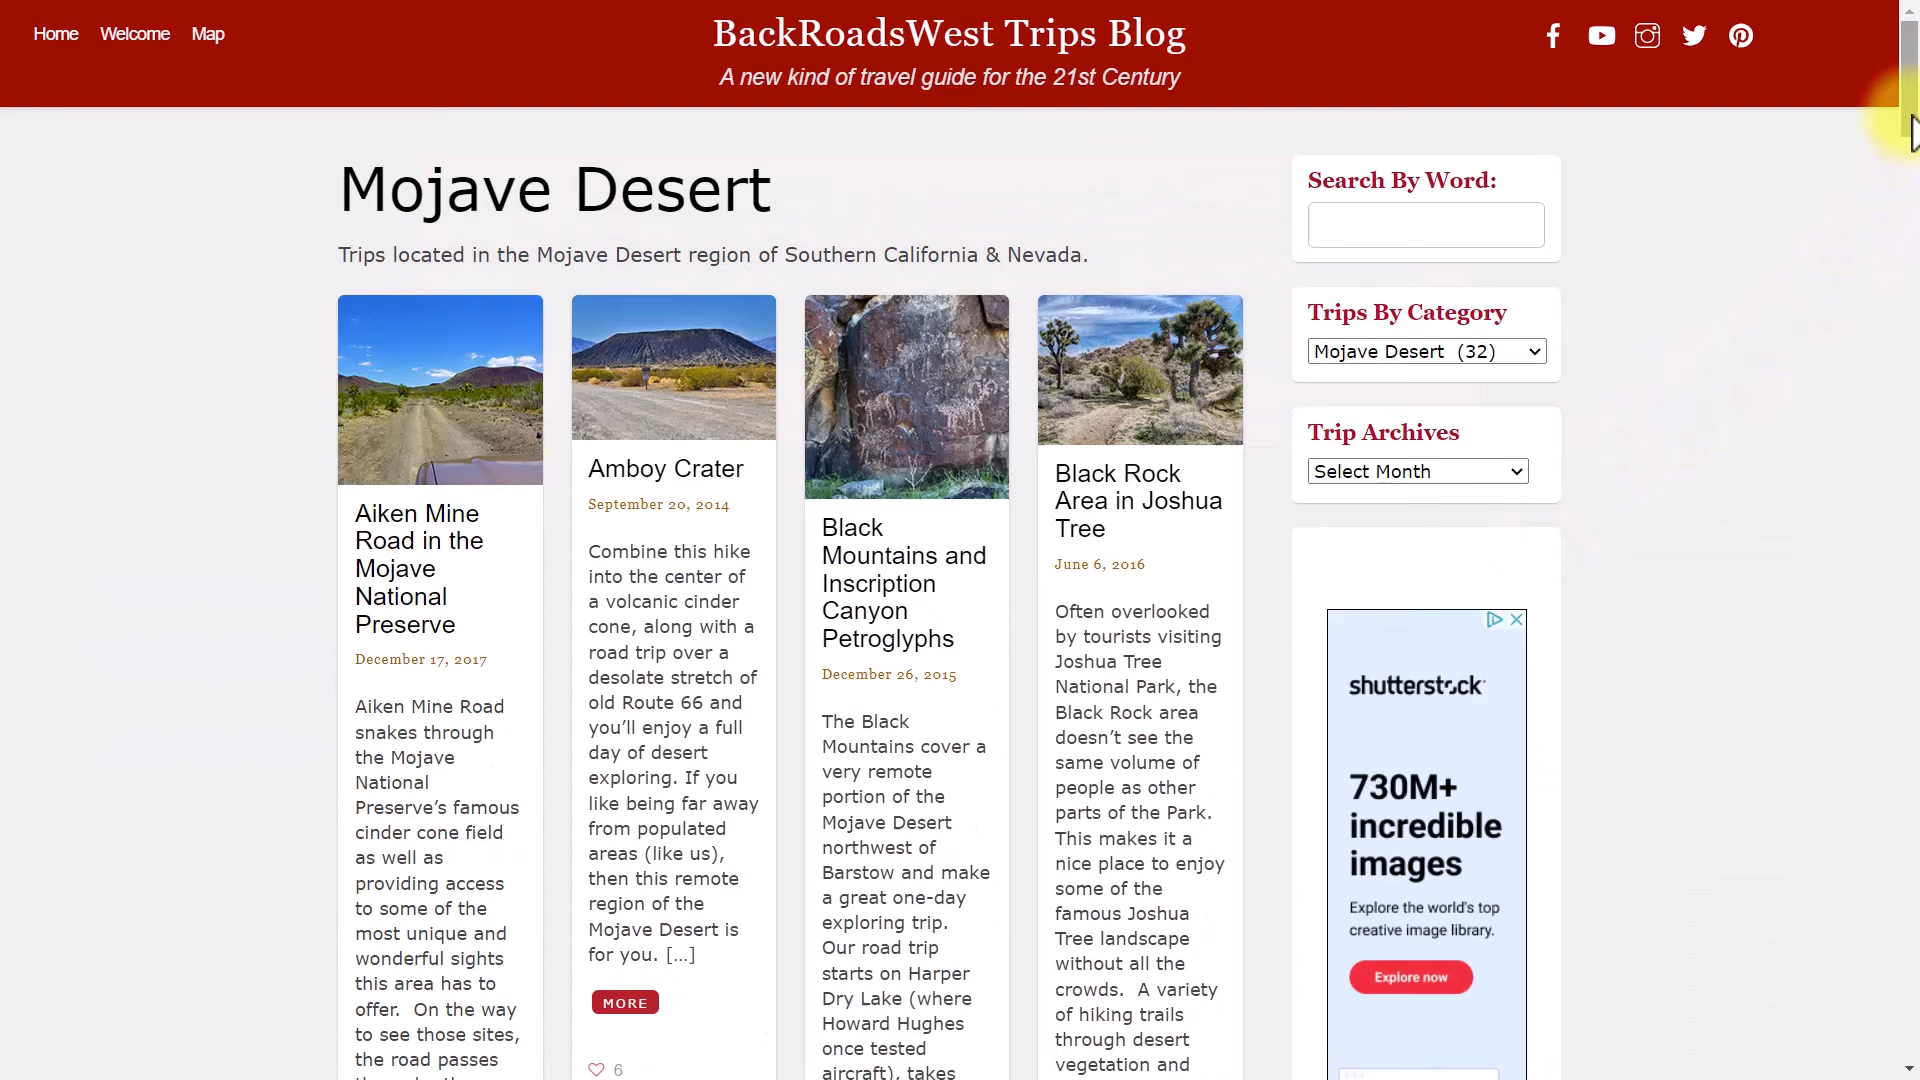 Home Welcome Map
BackRoadsWest Trips Blog
A new kind of travel guide for the 21st Century
Mojave Desert
Trips located in the Mojave Desert region of Southern California & Nevada.
Aiken Mine
Road in the
Mojave
National
Preserve
December 17, 2017
Aiken Mine Road
snakes through
the Mojave
National
Preserve’s famous
cinder cone field
as well as
providing access
to some of the
most unique and
wonderful sights
this area has to
offer. On the way
to see those sites,
the road passes
Amboy Crater
September 20, 2014
Combine this hike
into the center of
a volcanic cinder
cone, along with a
road trip over a
desolate stretch of
old Route 66 and
you’ll enjoy a full
day of desert
exploring. If you
like being far away
from populated
areas (like us),
then this remote
region of the
Mojave Desert is
for you. [...]
MORE
6
Black
Mountains and
Inscription
Canyon
Petroglyphs
December 26, 2015
The Black
Mountains cover a
very remote
portion of the
Mojave Desert
northwest of
Barstow and make
a great one-day
exploring trip.
Our road trip
starts on Harper
Dry Lake (where
Howard Hughes
once tested
aircraft), takes
Black Rock
Area in Joshua
Tree
June 6, 2016
Often overlooked
by tourists visiting
Joshua Tree
National Park, the
Black Rock area
doesn’t see the
same volume of
people as other
parts of the Park.
This makes it a
nice place to enjoy
some of the
famous Joshua
Tree landscape
without all the
crowds. A variety
of hiking trails
through desert
vegetation and
Search By Word:
Trips By Category
Mojave Desert (32)
Trip Archives
Select Month
shutterstock
730M+
incredible
images
Explore the world's top
creative image library.
Explore now